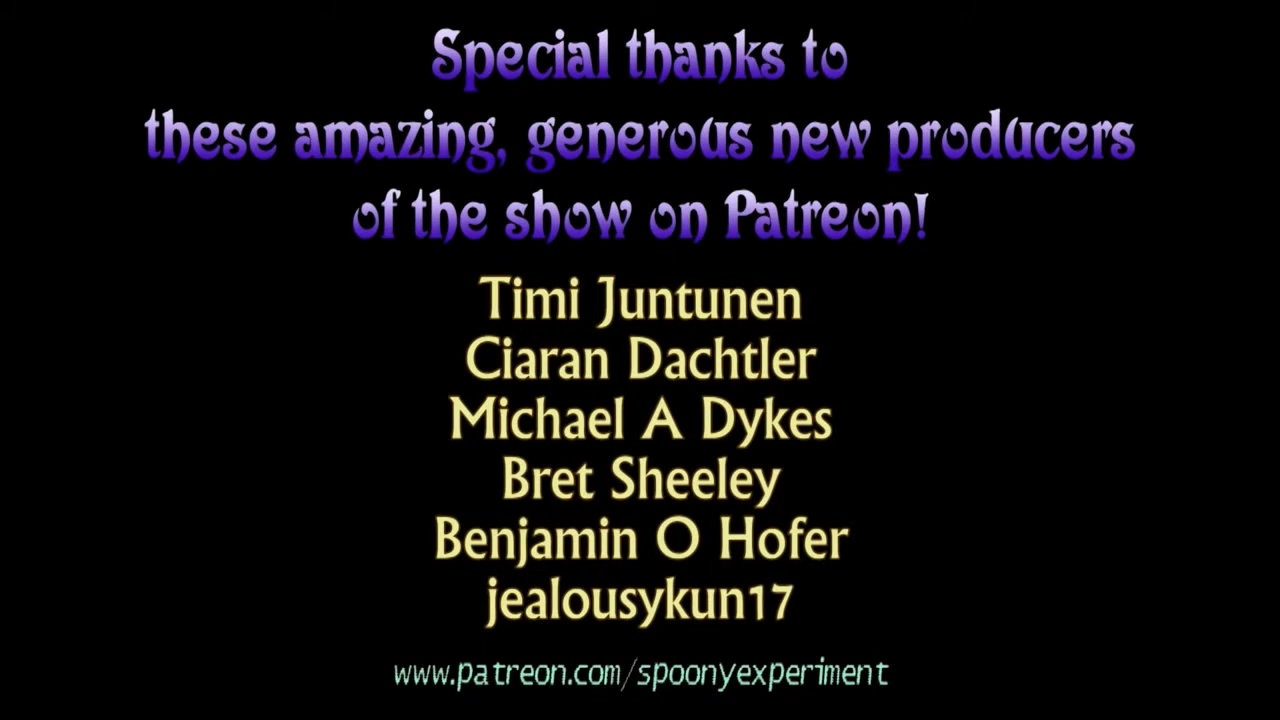 Special thanks to
these amazing, generous new producers
of the show on Patreon!
Timi Juntunen
Ciaran Dachtler
Michael A Dykes
Bret Sheeley
Benjamin O Hofer
jealousykun17
www.patreon.com/spoonyexperiment